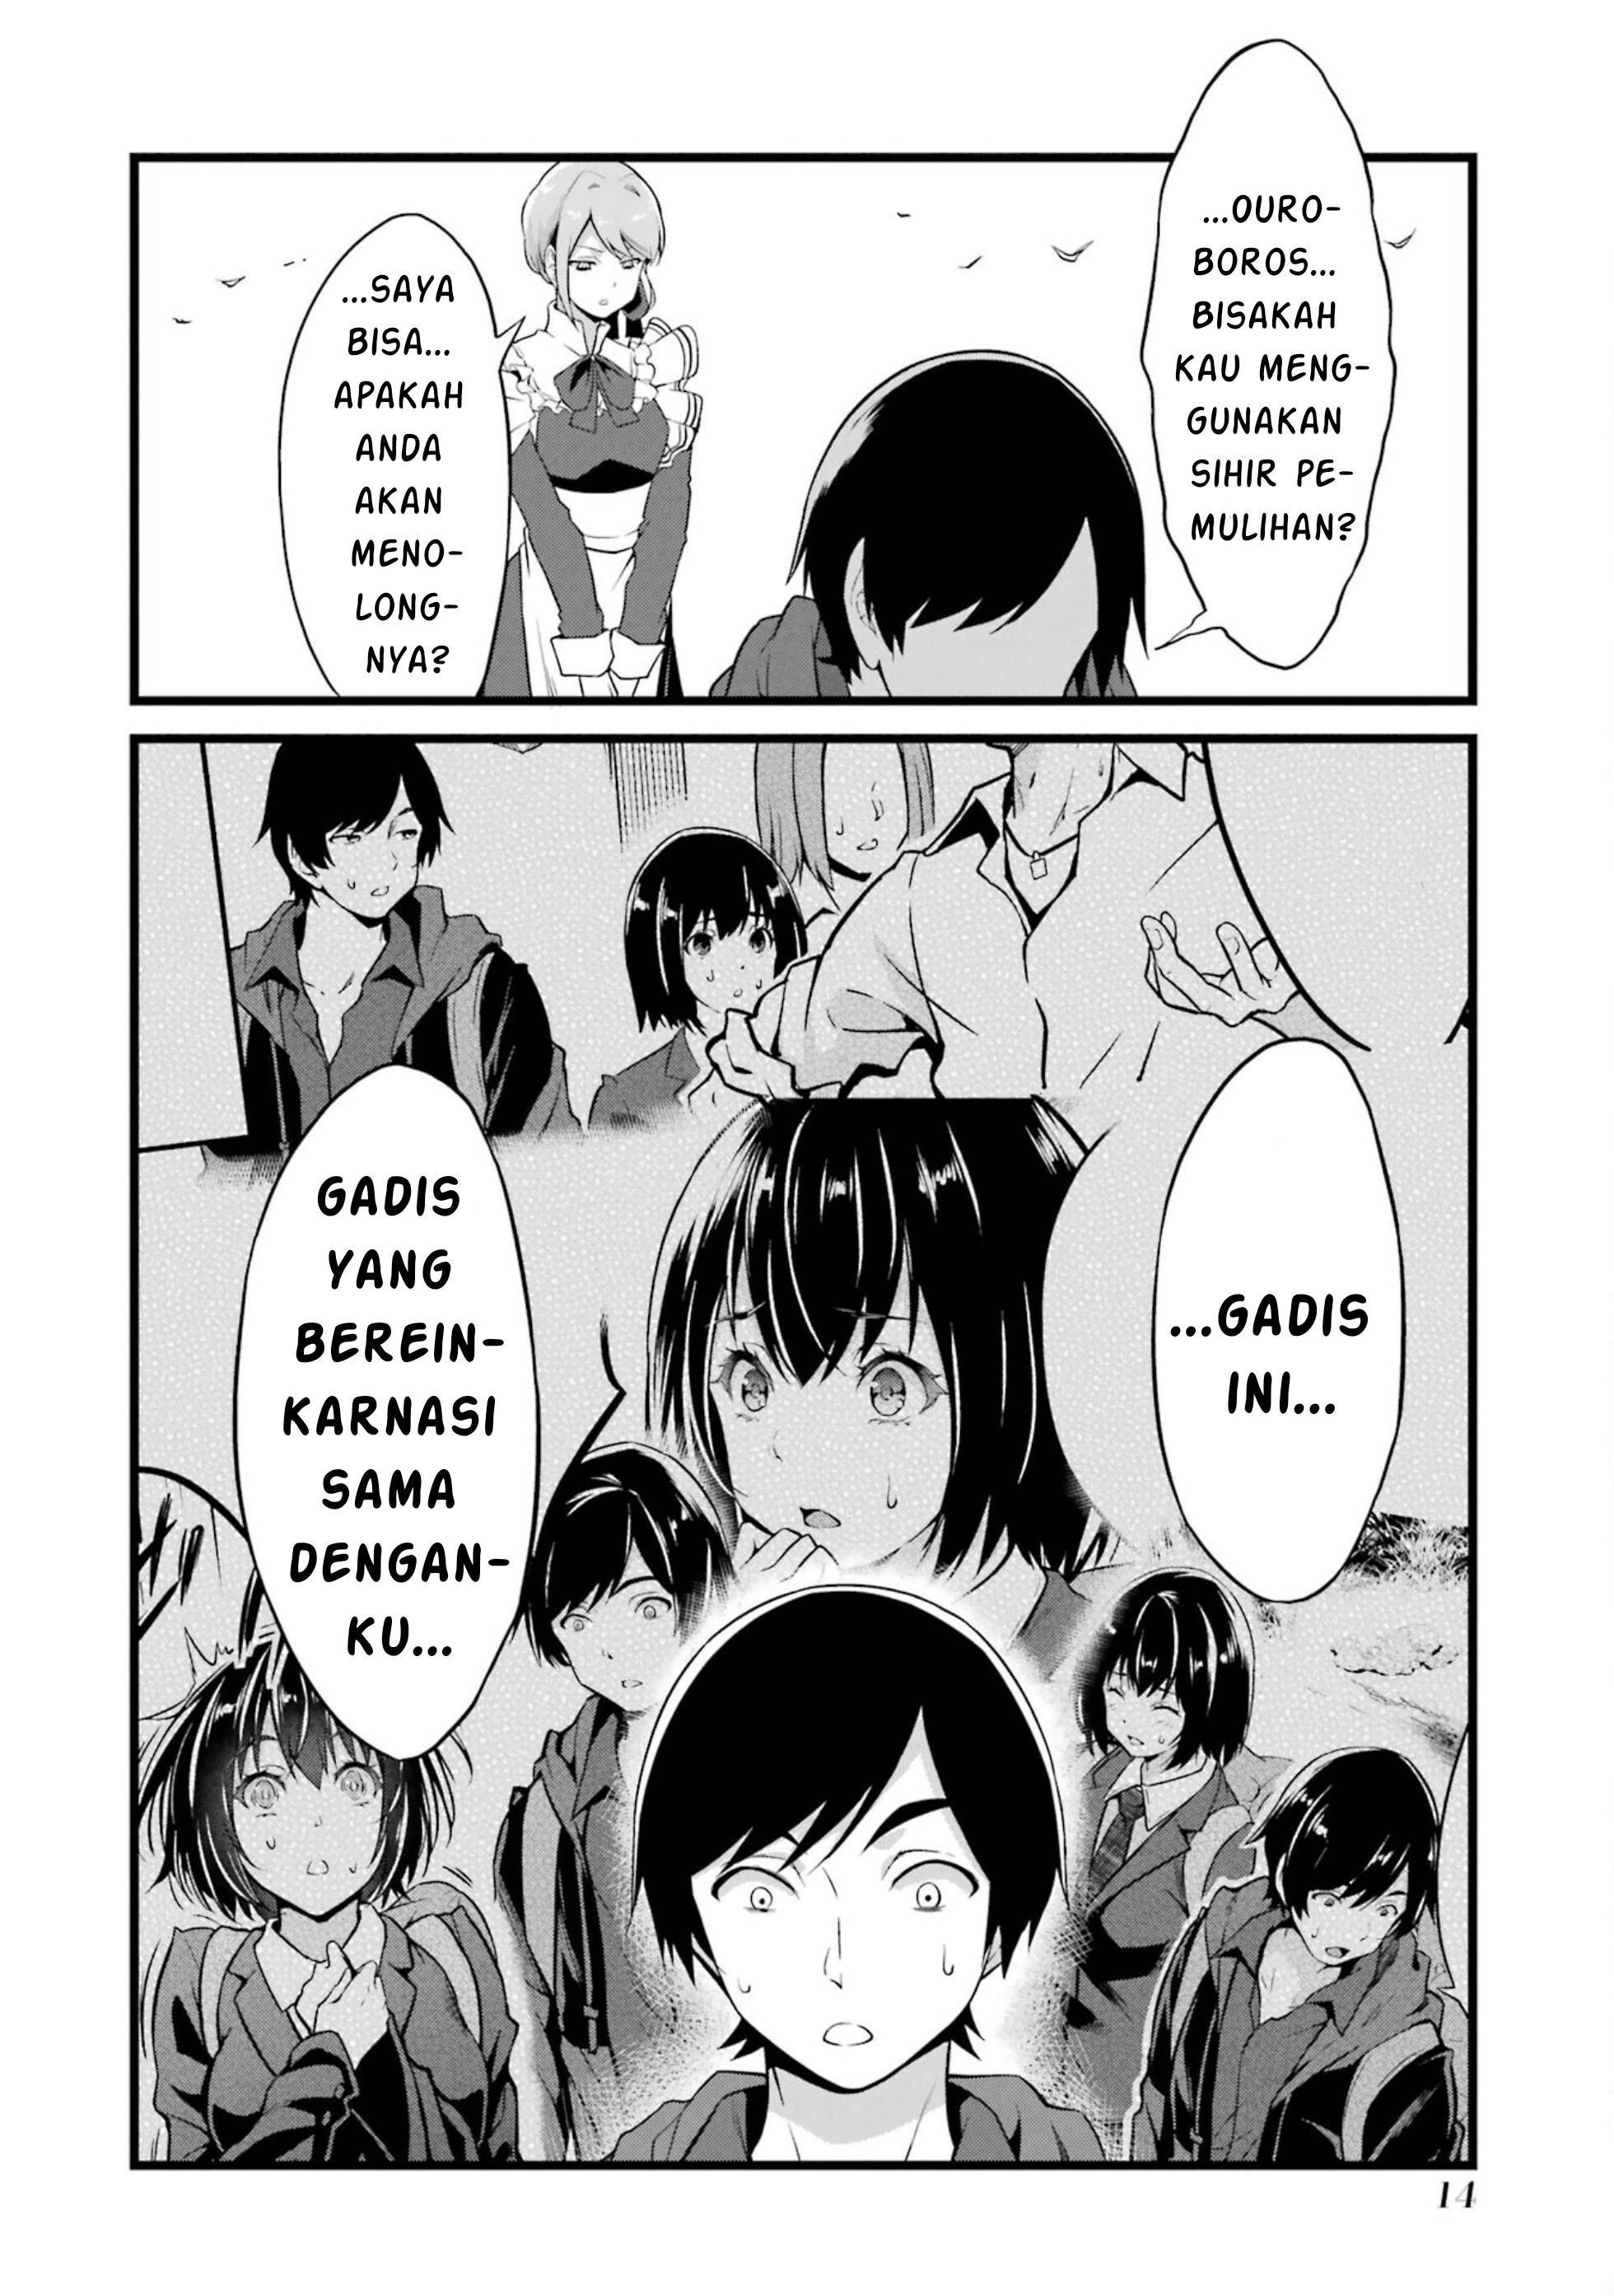 ...OURO-
BOROS...
BISAKAH
KAU MENG-
GUNAKAN
SIHIR PE-
MULIHAN?
...SAYA
BISA...
APAKAH
ANDA
AKAN
MENO-
LONG-
NYA?
...GADIS
INI...
GADIS
YANG
BEREIN-
KARNASI
SAMA
DENGAN-
KU...
14